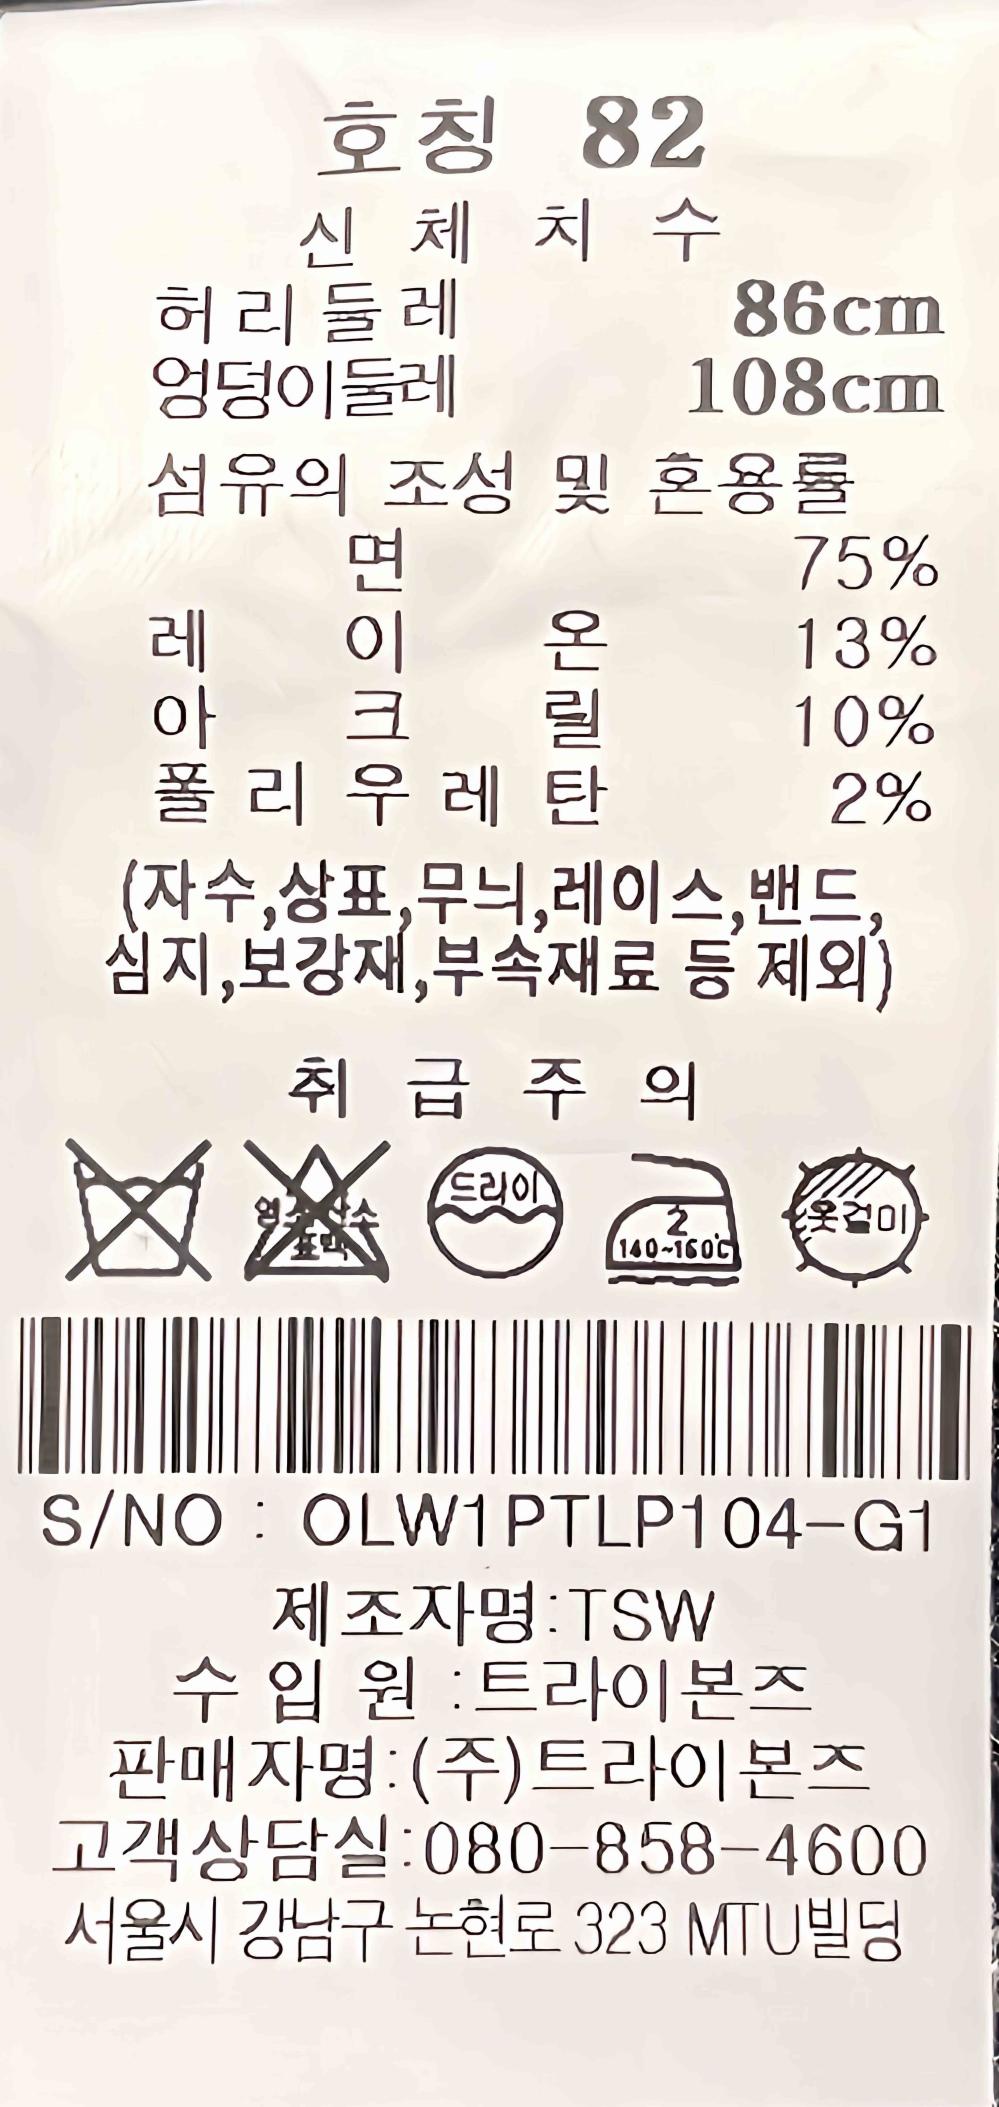 호칭 82
신 체 치 수
허리둘레 86cm
엉덩이둘레 108cm
섬유의 조성 및 혼용률
면 75%
레 이 온 13%
아 크 릴 10%
폴리우레탄 2%
(자수,상표,무늬,레이스,밴드,
심지,보강재,부속재료 등 제외)
취 급 주 의
염소 산소 드라이 2 옷걸이
표백 140~160℃
S/NO : OLW1PTLP104-G1
제조자명:TSW
수 입 원 :트라이본즈
판매자명:(주)트라이본즈
고객상담실:080-858-4600
서울시 강남구 논현로 323 MTU빌딩